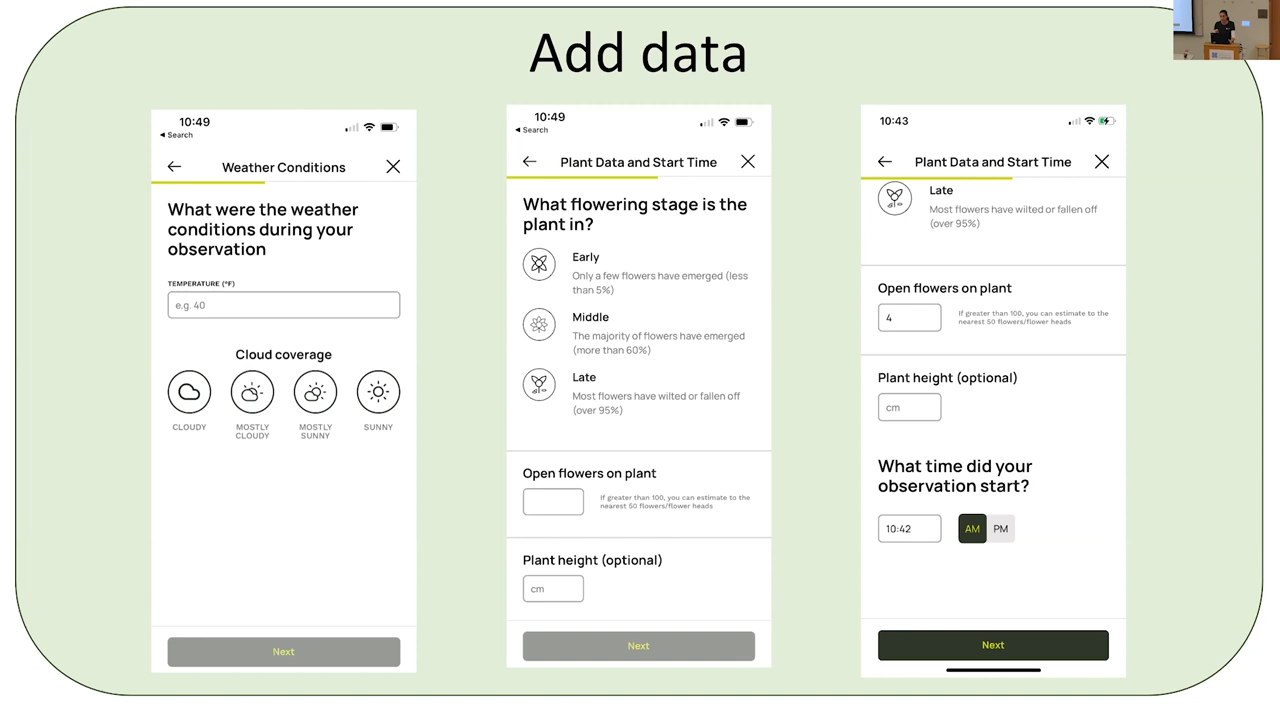 Add data
10:49
◄ Search
Weather Conditions
What were the weather
conditions during your
observation
TEMPERATURE (°F)
e.g. 40
Cloud coverage
CLOUDY
MOSTLY
CLOUDY
MOSTLY
SUNNY
SUNNY
Next
10:49
◄ Search
Plant Data and Start Time
What flowering stage is the
plant in?
Early
Only a few flowers have emerged (less
than 5%)
Middle
The majority of flowers have emerged
(more than 60%)
Late
Most flowers have wilted or fallen off
(over 95%)
Open flowers on plant
If greater than 100, you can estimate to the
nearest 50 flowers/flower heads
Plant height (optional)
cm
Next
10:43
Plant Data and Start Time
Late
Most flowers have wilted or fallen off
(over 95%)
Open flowers on plant
4
If greater than 100, you can estimate to the
nearest 50 flowers/flower heads
Plant height (optional)
cm
What time did your
observation start?
10:42
AM
PM
Next